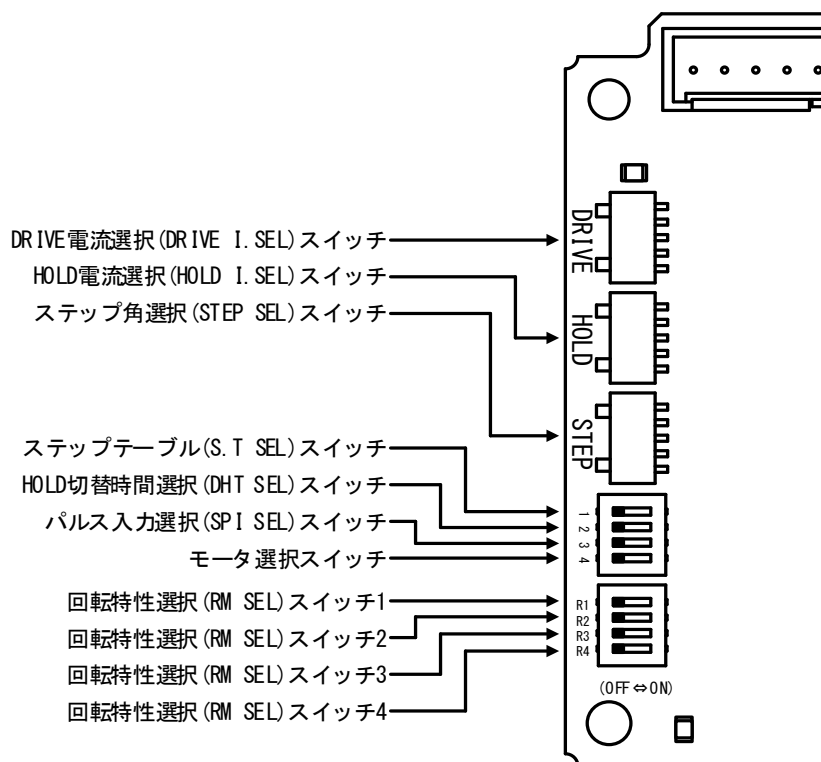 DRIVE電流選択(DRIVE I.SEL)スイッチ
HOLD電流選択(HOLD I.SEL)スイッチ
ステップ角選択(STEP SEL)スイッチ
ステップテーブル(S.T SEL)スイッチ
HOLD切替時間選択(DHT SEL)スイッチ
パルス入力選択(SPI SEL)スイッチ
モータ選択スイッチ
回転特性選択(RM SEL)スイッチ1
回転特性選択(RM SEL)スイッチ2
回転特性選択(RM SEL)スイッチ3
回転特性選択(RM SEL)スイッチ4
DRIVE
HOLD
STEP
1
2
3
4
R1
R2
R3
R4
(OFF⇔ON)